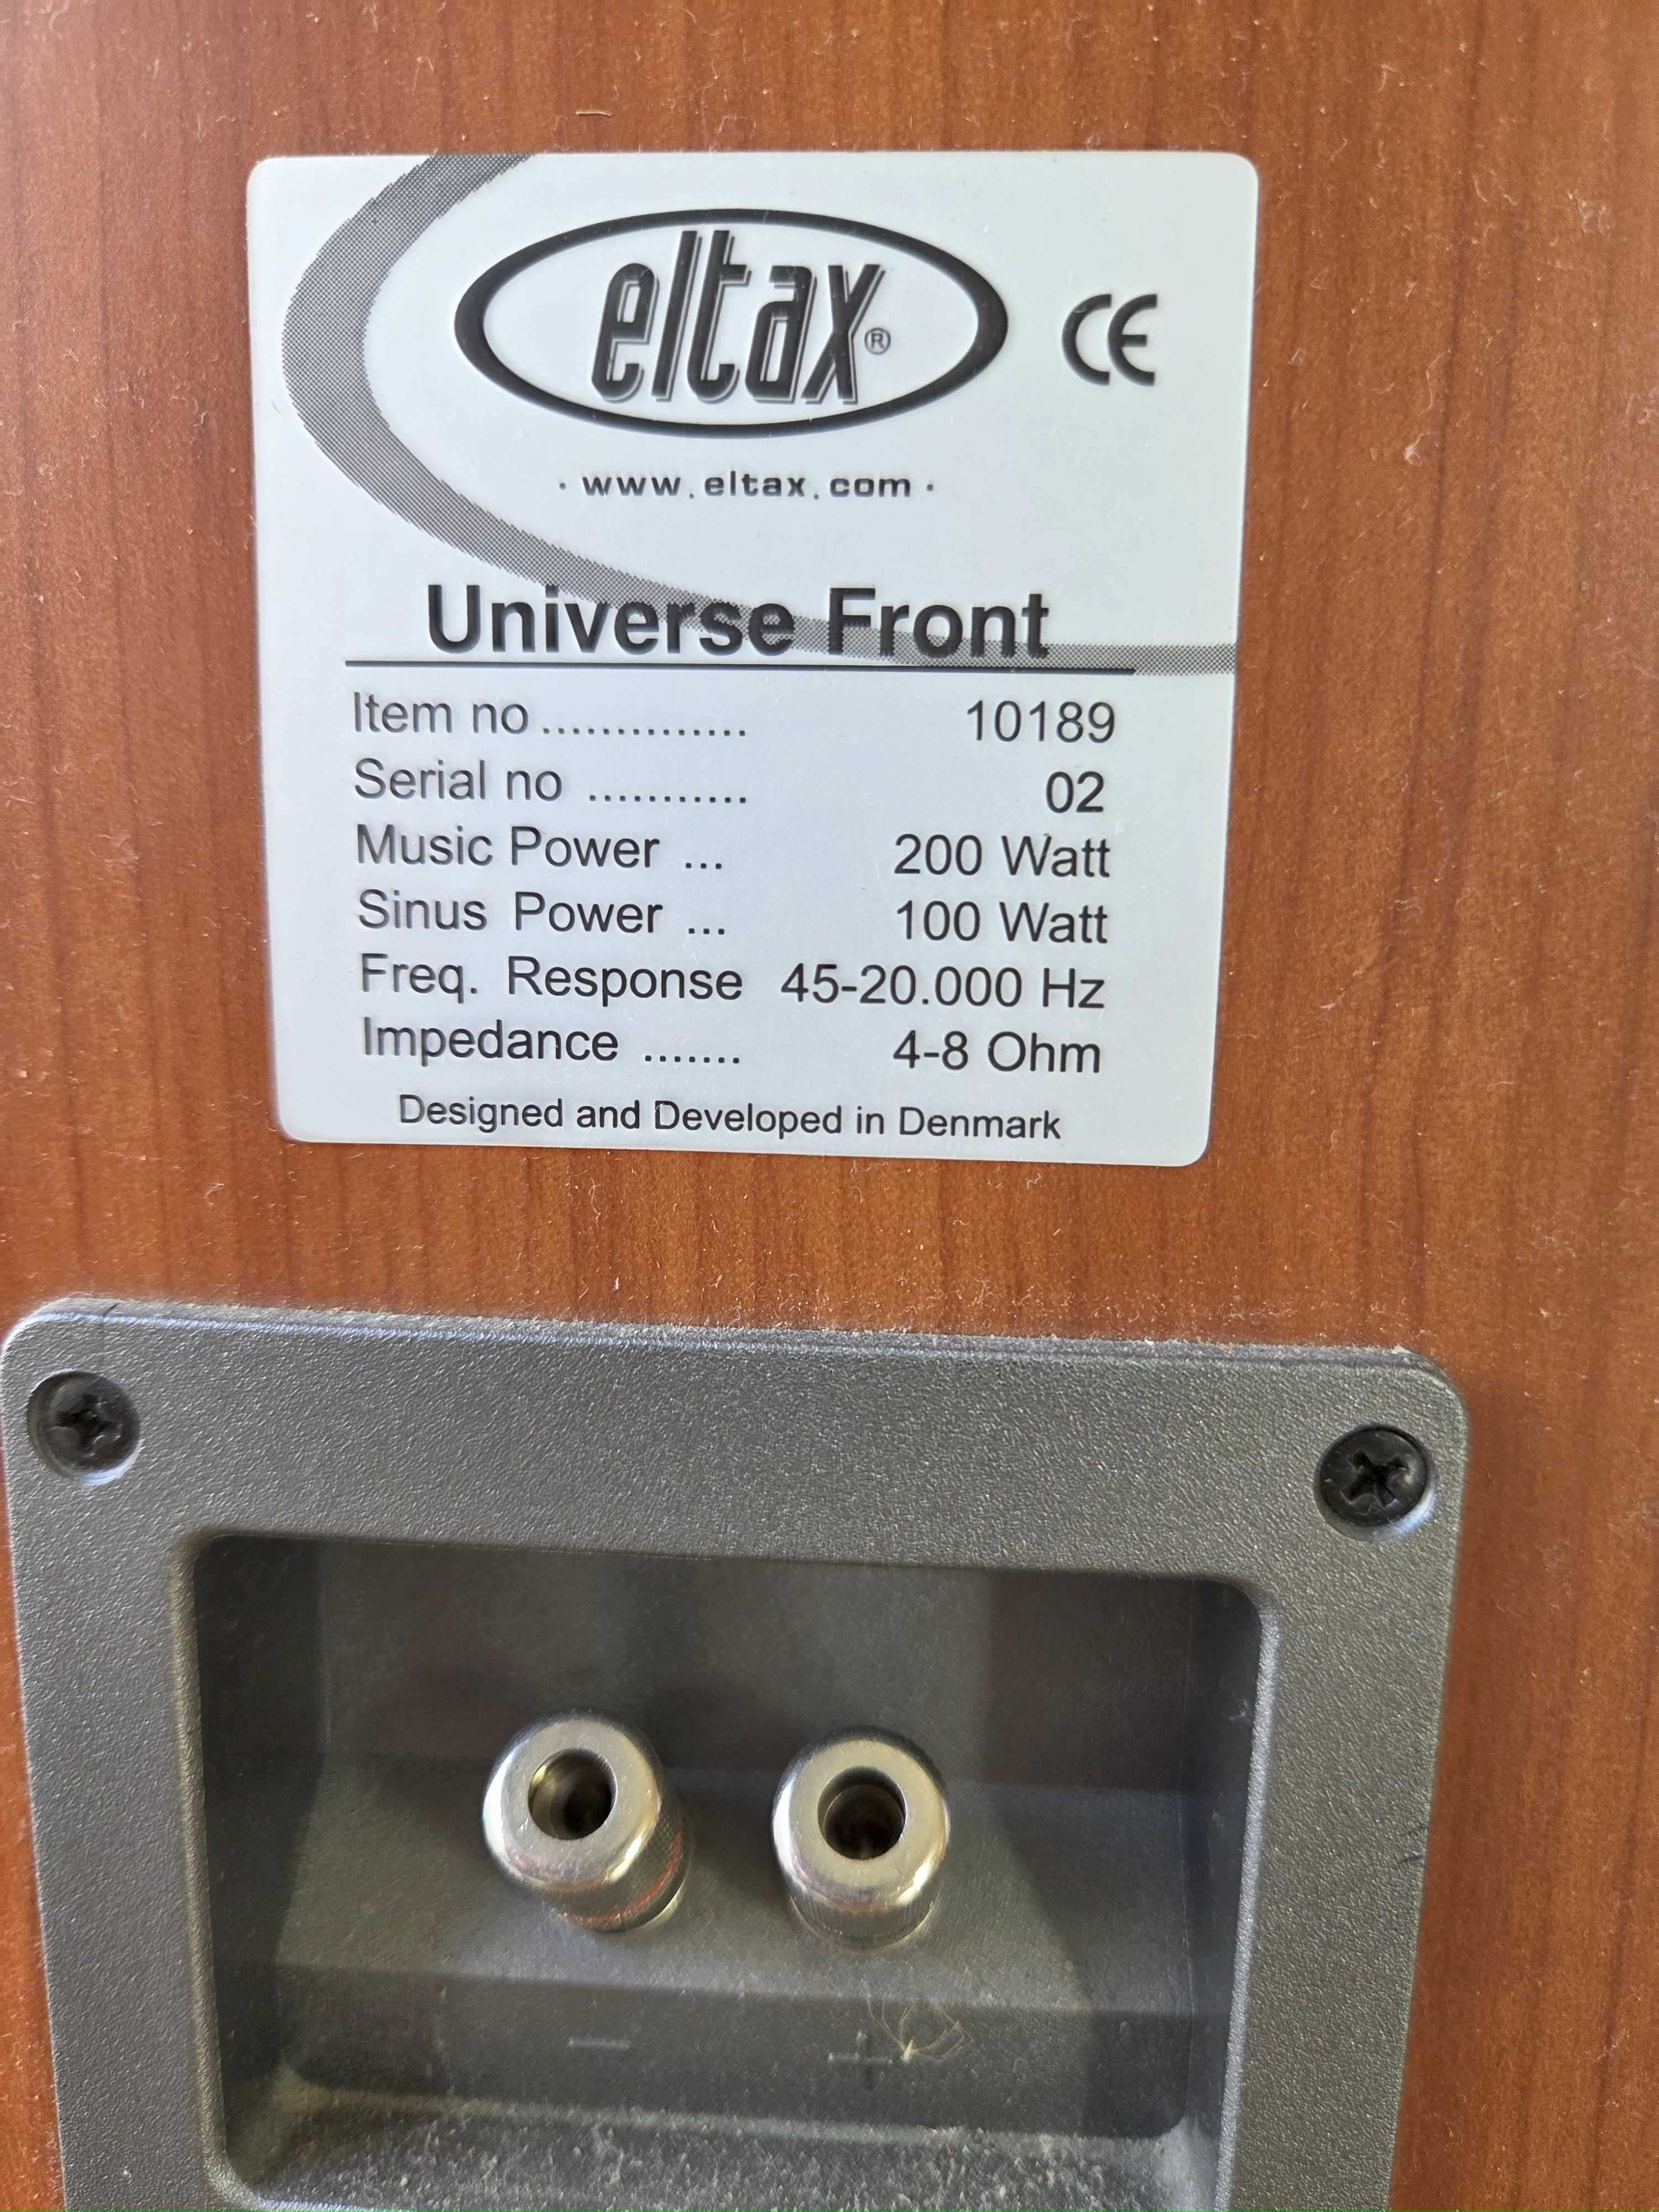 eltax®
CE
· www.eltax.com ·
Universe Front
Item no .............. 10189
Serial no ........... 02
Music Power ... 200 Watt
Sinus Power ... 100 Watt
Freq. Response 45-20.000 Hz
Impedance ....... 4-8 Ohm
Designed and Developed in Denmark
− +